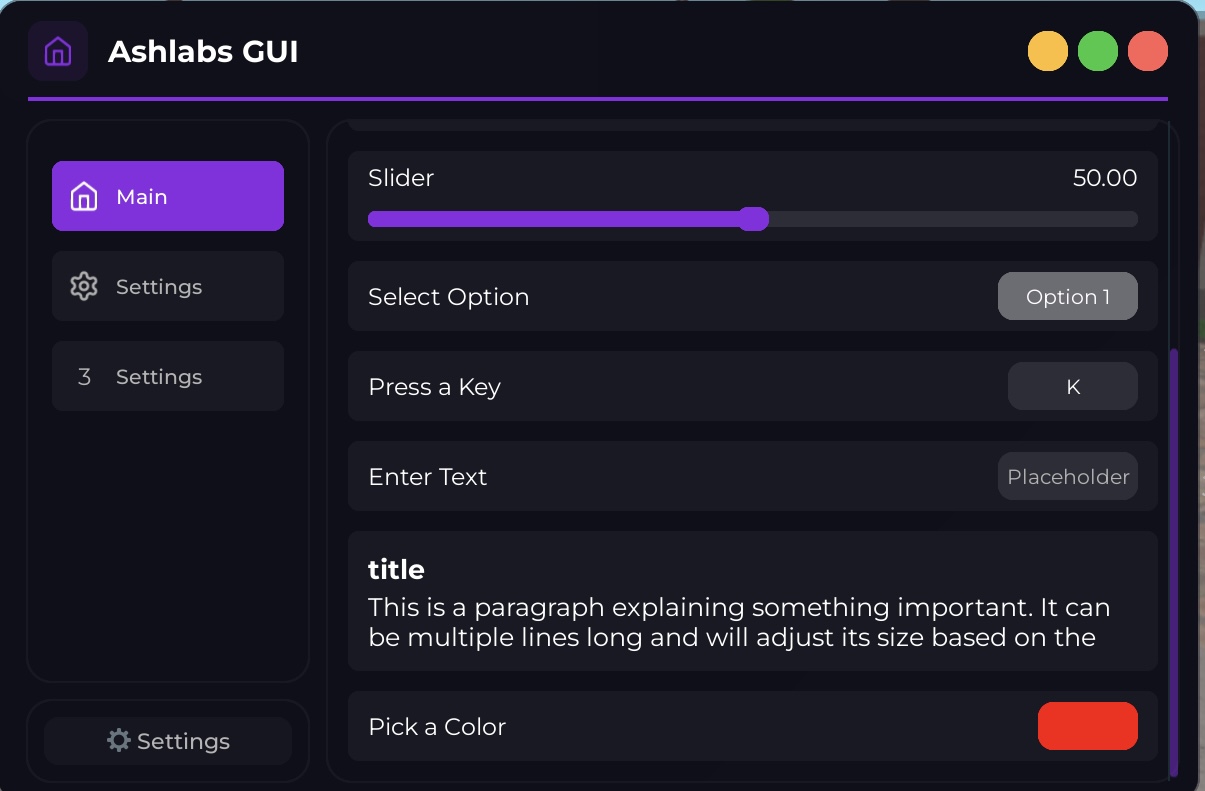 Ashlabs GUI
Main
Settings
3 Settings
Settings
Slider 50.00
Select Option Option 1
Press a Key K
Enter Text Placeholder
title
This is a paragraph explaining something important. It can
be multiple lines long and will adjust its size based on the
Pick a Color